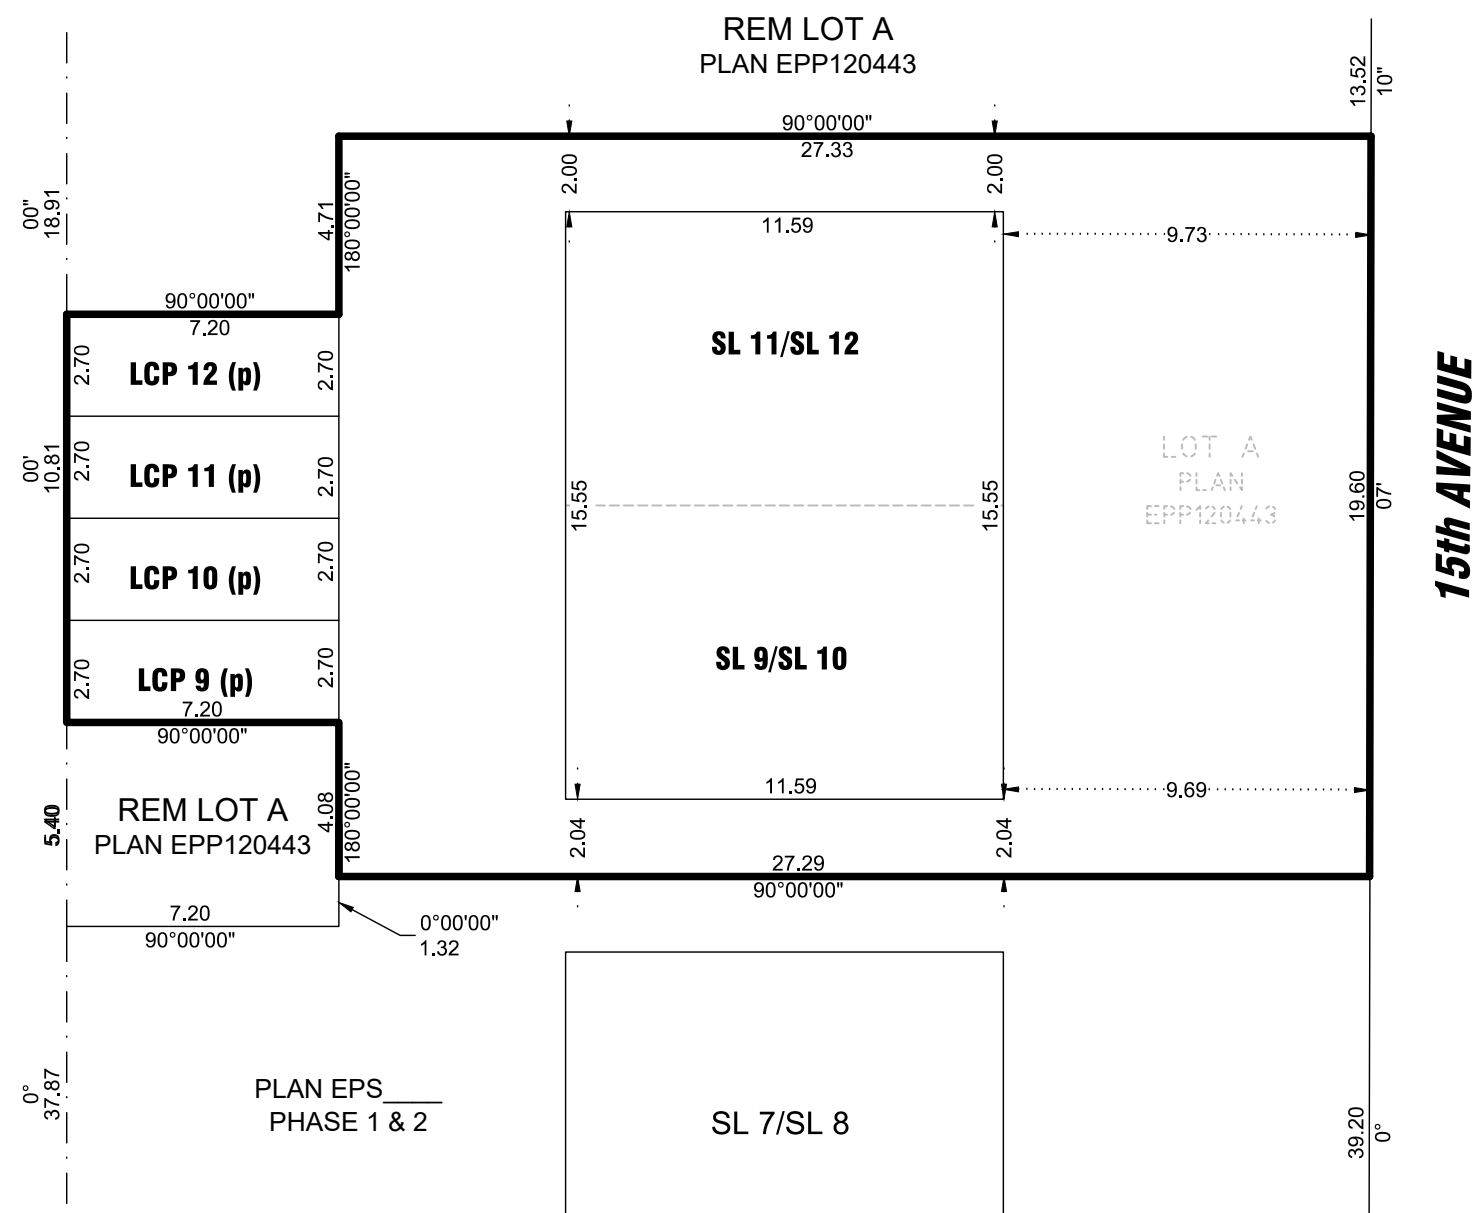 REM LOT A
PLAN EPP120443
13.52
10"
90°00'00"
27.33
2.00
2.00
00"
18.91
4.71
180°00'00"
11.59
9.73
90°00'00"
7.20
2.70
LCP 12 (p)
2.70
SL 11/SL 12
00'
10.81
2.70
LCP 11 (p)
2.70
15.55
15.55
LOT A
PLAN
EPP120443
19.60
07'
15th AVENUE
2.70
LCP 10 (p)
2.70
2.70
LCP 9 (p)
2.70
SL 9/SL 10
7.20
90°00'00"
5.40
REM LOT A
PLAN EPP120443
4.08
180°00'00"
11.59
9.69
2.04
2.04
27.29
90°00'00"
7.20
90°00'00"
0°00'00"
1.32
0°
37.87
PLAN EPS____
PHASE 1 & 2
SL 7/SL 8
39.20
0°